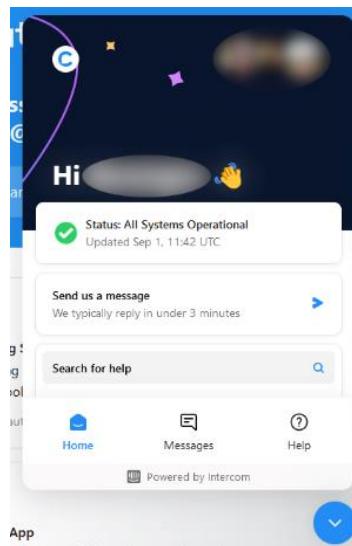 C
Hi 👋
Status: All Systems Operational
Updated Sep 1, 11:42 UTC
Send us a message
We typically reply in under 3 minutes
Search for help
Home
Messages
Help
Powered by Intercom
App